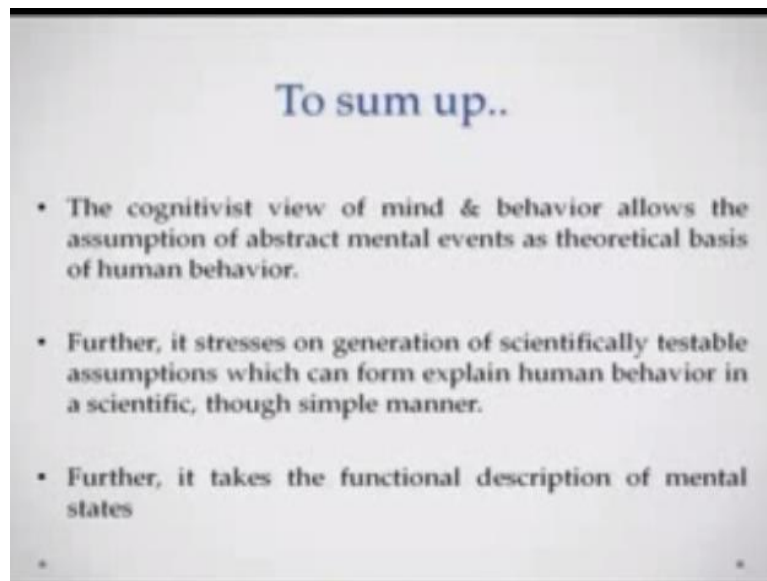 To sum up..
• The cognitivist view of mind & behavior allows the
assumption of abstract mental events as theoretical basis
of human behavior.
• Further, it stresses on generation of scientifically testable
assumptions which can form explain human behavior in
a scientific, though simple manner.
• Further, it takes the functional description of mental
states